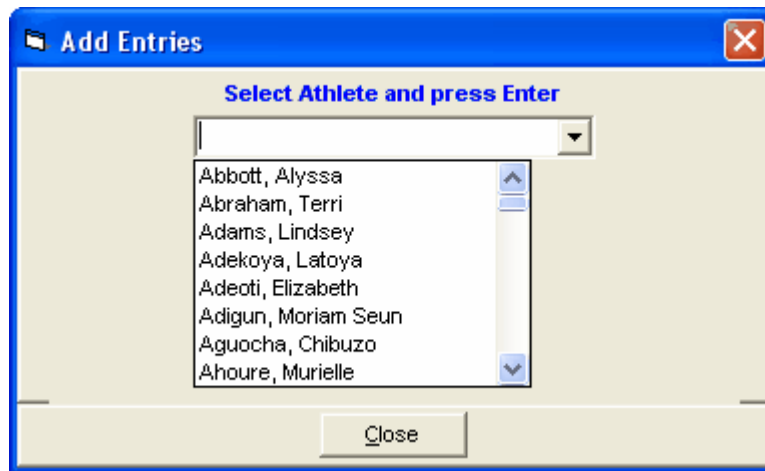 Add Entries
Select Athlete and press Enter
Abbott, Alyssa
Abraham, Terri
Adams, Lindsey
Adekoya, Latoya
Adeoti, Elizabeth
Adigun, Moriam Seun
Aguocha, Chibuzo
Ahoure, Murielle
Close